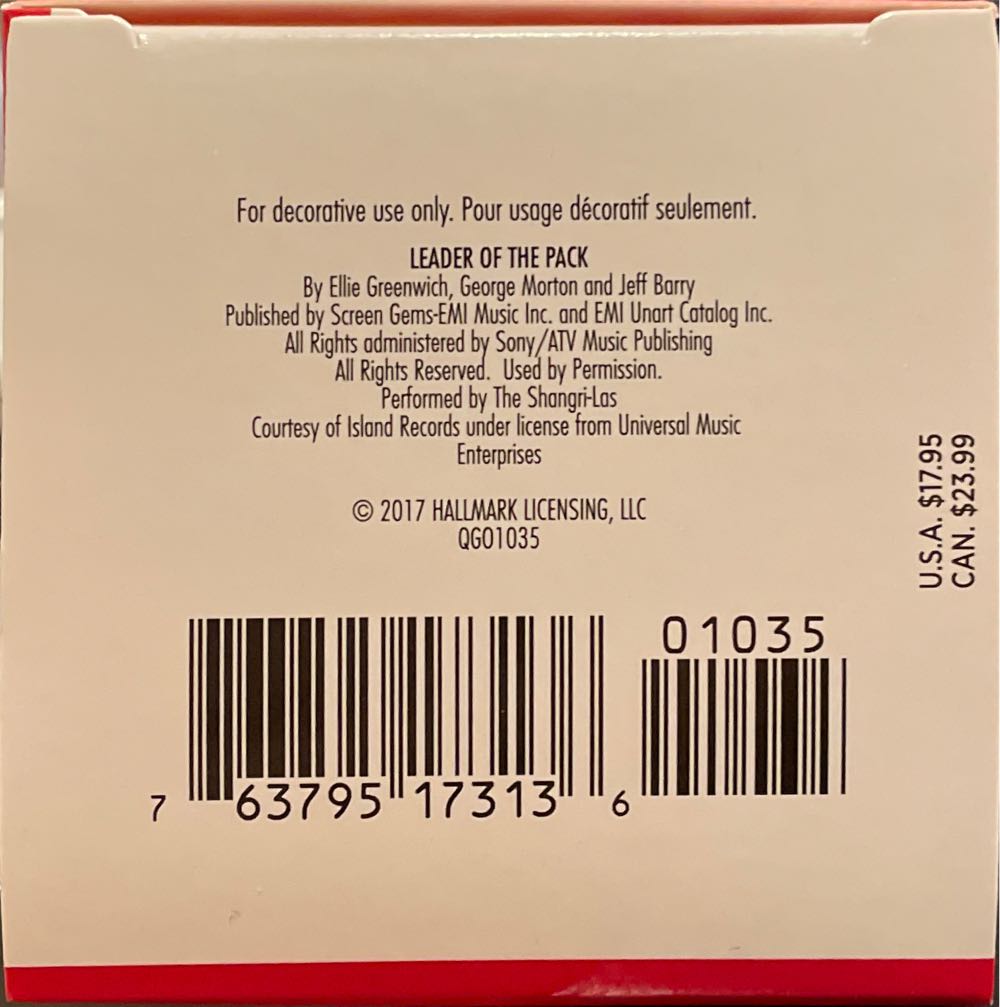 For decorative use only. Pour usage décoratif seulement.
LEADER OF THE PACK
By Ellie Greenwich, George Morton and Jeff Barry
Published by Screen Gems-EMI Music Inc. and EMI Unart Catalog Inc.
All Rights administered by Sony/ATV Music Publishing
All Rights Reserved. Used by Permission.
Performed by The Shangri-Las
Courtesy of Island Records under license from Universal Music
Enterprises
© 2017 HALLMARK LICENSING, LLC
QGO1035
U.S.A. $17.95
CAN. $23.99
01035
7 63795 17313 6